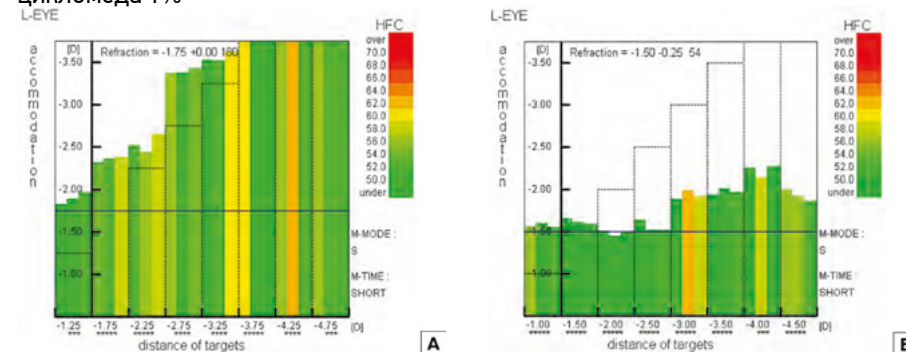 цикломеда 1%
L-EYE
HFC
accommodation
[D]
Refraction = -1.75 +0.00 180
over
70.0
68.0
66.0
64.0
62.0
60.0
58.0
56.0
54.0
52.0
50.0
under
-3.50
-3.00
-2.50
-2.00
-1.50
-1.00
M-MODE :
S
M-TIME :
SHORT
-1.25 -1.75 -2.25 -2.75 -3.25 -3.75 -4.25 -4.75 [D]
distance of targets
A
L-EYE
HFC
accommodation
[D]
Refraction = -1.50 -0.25 54
over
70.0
68.0
66.0
64.0
62.0
60.0
58.0
56.0
54.0
52.0
50.0
under
-3.50
-3.00
-2.50
-2.00
-1.50
-1.00
M-MODE :
S
M-TIME :
SHORT
-1.00 -1.50 -2.00 -2.50 -3.00 -3.50 -4.00 -4.50 [D]
distance of targets